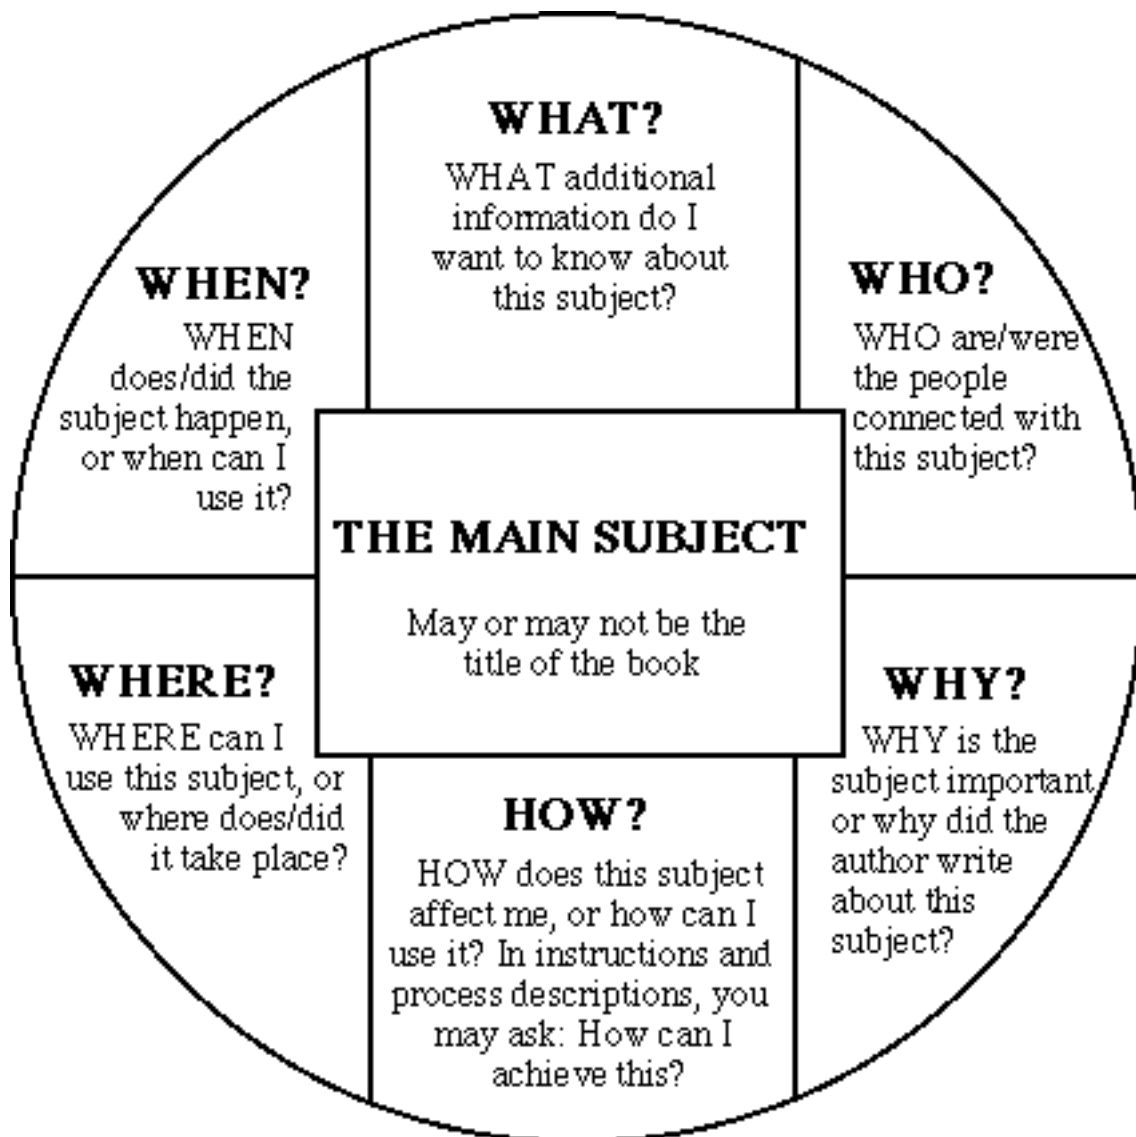 WHAT?
WHAT additional
information do I
want to know about
this subject?
WHEN?
WHEN
does/did the
subject happen,
or when can I
use it?
WHO?
WHO are/were
the people
connected with
this subject?
THE MAIN SUBJECT
May or may not be the
title of the book
WHERE?
WHERE can I
use this subject, or
where does/did
it take place?
HOW?
HOW does this subject
affect me, or how can I
use it? In instructions and
process descriptions, you
may ask: How can I
achieve this?
WHY?
WHY is the
subject important
or why did the
author write
about this
subject?